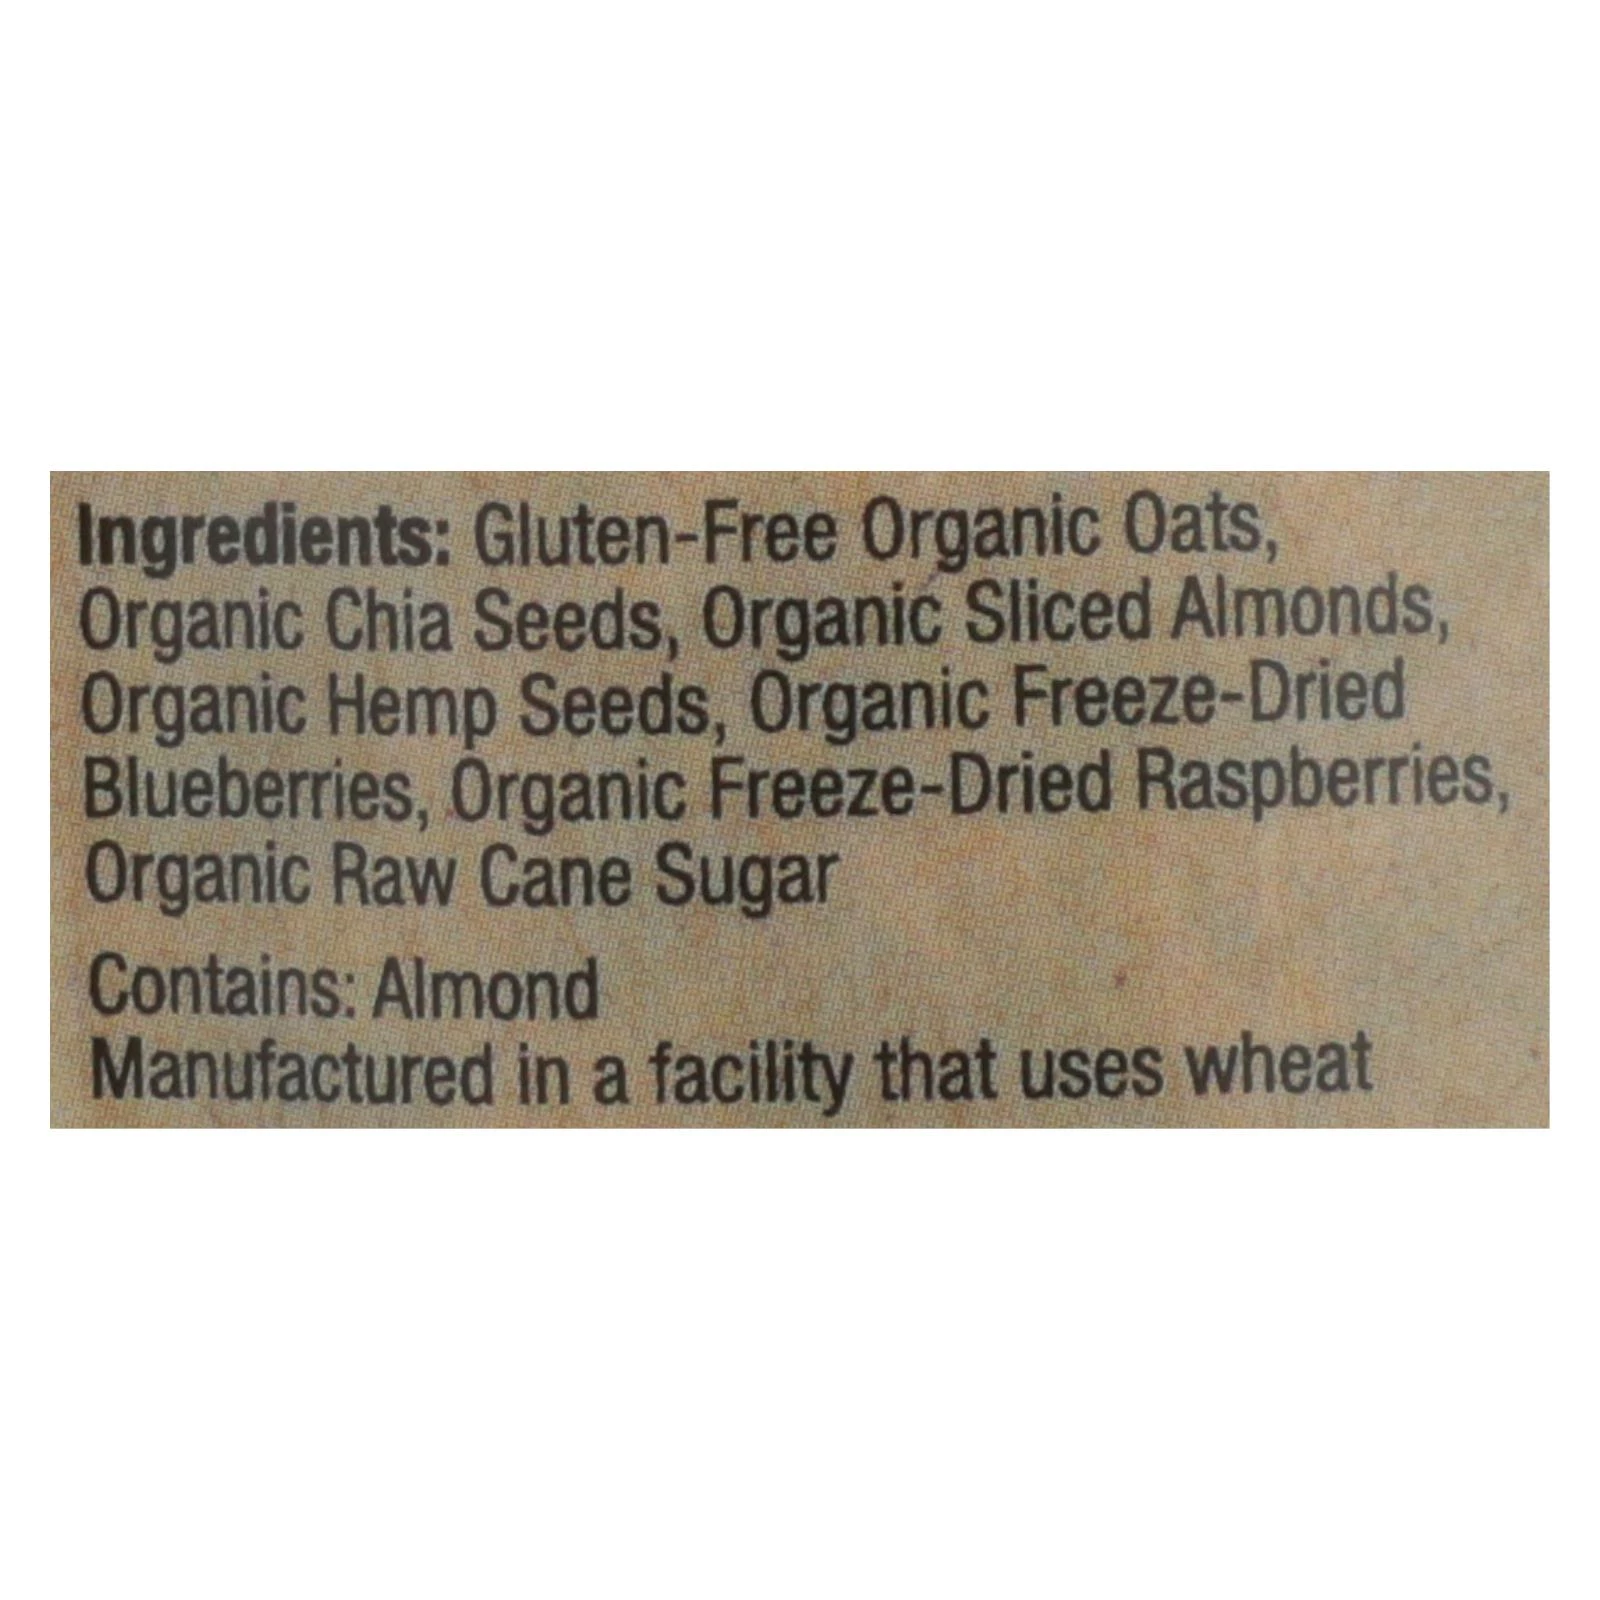 Ingredients: Gluten-Free Organic Oats,
Organic Chia Seeds, Organic Sliced Almonds,
Organic Hemp Seeds, Organic Freeze-Dried
Blueberries, Organic Freeze-Dried Raspberries,
Organic Raw Cane Sugar
Contains: Almond
Manufactured in a facility that uses wheat